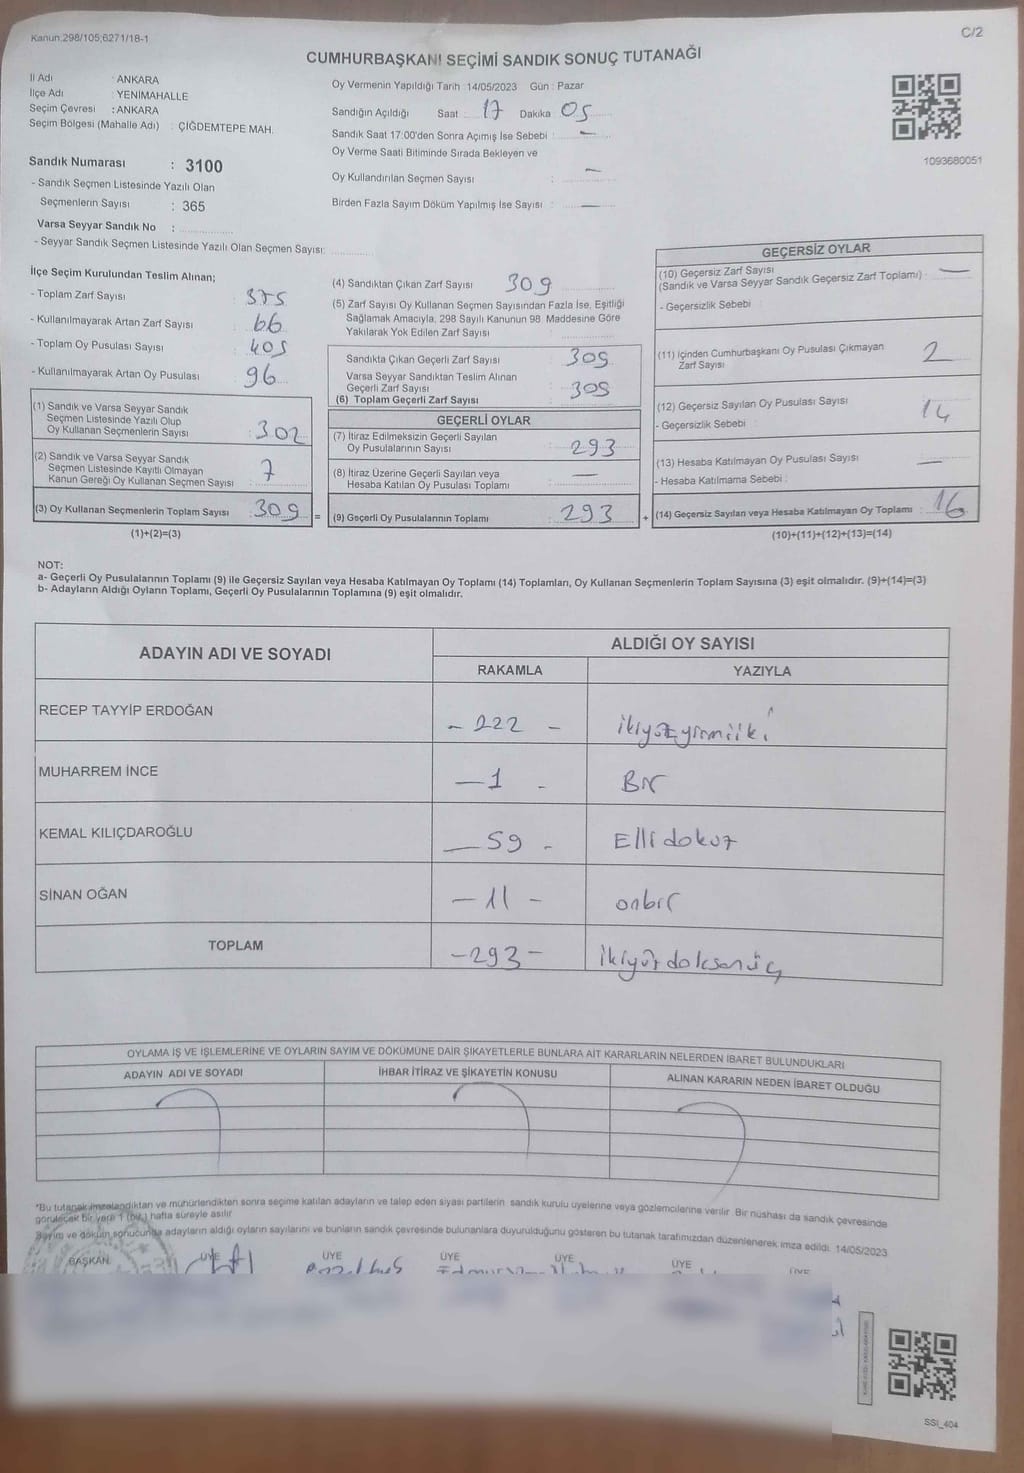 Kanun:298/105;6271/18-1
C/2
CUMHURBAŞKANI SEÇİMİ SANDIK SONUÇ TUTANAĞI
İl Adı : ANKARA
İlçe Adı : YENİMAHALLE
Seçim Çevresi : ANKARA
Seçim Bölgesi (Mahalle Adı) : ÇİĞDEMTEPE MAH.
Sandık Numarası : 3100
- Sandık Seçmen Listesinde Yazılı Olan
Seçmenlerin Sayısı : 365
Varsa Seyyar Sandık No :
- Seyyar Sandık Seçmen Listesinde Yazılı Olan Seçmen Sayısı:
Oy Vermenin Yapıldığı Tarih :14/05/2023 Gün : Pazar
Sandığın Açıldığı Saat : 17 Dakika : 05
Sandık Saat 17:00'den Sonra Açımış İse Sebebi : —
Oy Verme Saati Bitiminde Sırada Bekleyen ve
Oy Kullandırılan Seçmen Sayısı : —
Birden Fazla Sayım Döküm Yapılmış İse Sayısı : —
1093680051
İlçe Seçim Kurulundan Teslim Alınan;
- Toplam Zarf Sayısı : 375
- Kullanılmayarak Artan Zarf Sayısı : 66
- Toplam Oy Pusulası Sayısı : 405
- Kullanılmayarak Artan Oy Pusulası : 96
(1) Sandık ve Varsa Seyyar Sandık
Seçmen Listesinde Yazılı Olup
Oy Kullanan Seçmenlerin Sayısı : 302
(2) Sandık ve Varsa Seyyar Sandık
Seçmen Listesinde Kayıtlı Olmayan
Kanun Gereği Oy Kullanan Seçmen Sayısı : 7
(3) Oy Kullanan Seçmenlerin Toplam Sayısı : 309 =
(1)+(2)=(3)
(4) Sandıktan Çıkan Zarf Sayısı : 309
(5) Zarf Sayısı Oy Kullanan Seçmen Sayısından Fazla İse, Eşitliği
Sağlamak Amacıyla, 298 Sayılı Kanunun 98. Maddesine Göre
Yakılarak Yok Edilen Zarf Sayısı :
Sandıkta Çıkan Geçerli Zarf Sayısı : 309
Varsa Seyyar Sandıktan Teslim Alınan
Geçerli Zarf Sayısı
(6) Toplam Geçerli Zarf Sayısı : 309
GEÇERLİ OYLAR
(7) İtiraz Edilmeksizin Geçerli Sayılan
Oy Pusulalarının Sayısı : 293
(8) İtiraz Üzerine Geçerli Sayılan veya
Hesaba Katılan Oy Pusulası Toplamı : —
(9) Geçerli Oy Pusulalarının Toplamı : 293 +
GEÇERSİZ OYLAR
(10) Geçersiz Zarf Sayısı
(Sandık ve Varsa Seyyar Sandık Geçersiz Zarf Toplamı) : —
- Geçersizlik Sebebi :
(11) İçinden Cumhurbaşkanı Oy Pusulası Çıkmayan
Zarf Sayısı : 2
(12) Geçersiz Sayılan Oy Pusulası Sayısı : 14
- Geçersizlik Sebebi :
(13) Hesaba Katılmayan Oy Pusulası Sayısı : —
- Hesaba Katılmama Sebebi :
(14) Geçersiz Sayılan veya Hesaba Katılmayan Oy Toplamı : 16
(10)+(11)+(12)+(13)=(14)
NOT:
a- Geçerli Oy Pusulalarının Toplamı (9) ile Geçersiz Sayılan veya Hesaba Katılmayan Oy Toplamı (14) Toplamları, Oy Kullanan Seçmenlerin Toplam Sayısına (3) eşit olmalıdır. (9)+(14)=(3)
b- Adayların Aldığı Oyların Toplamı, Geçerli Oy Pusulalarının Toplamına (9) eşit olmalıdır.
ADAYIN ADI VE SOYADI
ALDIĞI OY SAYISI
RAKAMLA YAZIYLA
RECEP TAYYİP ERDOĞAN – 222 – ikiyüzyirmiiki
MUHARREM İNCE – 1 – Bir
KEMAL KILIÇDAROĞLU – 59 – Elli dokuz
SİNAN OĞAN – 11 – onbir
TOPLAM – 293 – ikiyüz doksanüç
OYLAMA İŞ VE İŞLEMLERİNE VE OYLARIN SAYIM VE DÖKÜMÜNE DAİR ŞİKAYETLERLE BUNLARA AİT KARARLARIN NELERDEN İBARET BULUNDUKLARI
ADAYIN ADI VE SOYADI İHBAR İTİRAZ VE ŞİKAYETİN KONUSU ALINAN KARARIN NEDEN İBARET OLDUĞU
*Bu tutanak imzalandıktan ve mühürlendikten sonra seçime katılan adayların ve talep eden siyasi partilerin sandık kurulu üyelerine veya gözlemcilerine verilir. Bir nüshası da sandık çevresinde
görülecek bir yere 1 (bir) hafta süreyle asılır.
Sayım ve döküm sonucunda adayların aldığı oyların sayılarını ve bunların sandık çevresinde bulunanlara duyurulduğunu gösteren bu tutanak tarafımızdan düzenlenerek imza edildi. 14/05/2023
BAŞKAN ÜYE ÜYE ÜYE ÜYE ÜYE ÜYE
SSİ_404